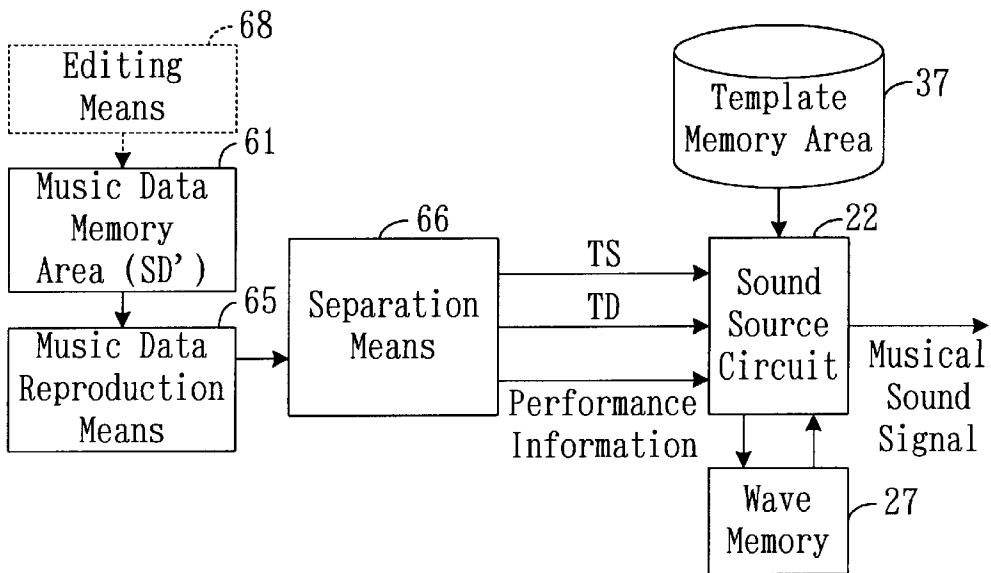 68
Editing
Means
61
Music Data
Memory
Area (SD')
65
Music Data
Reproduction
Means
66
Separation
Means
TS
TD
Performance
Information
Template
Memory Area
37
22
Sound
Source
Circuit
Musical
Sound
Signal
Wave
Memory
27